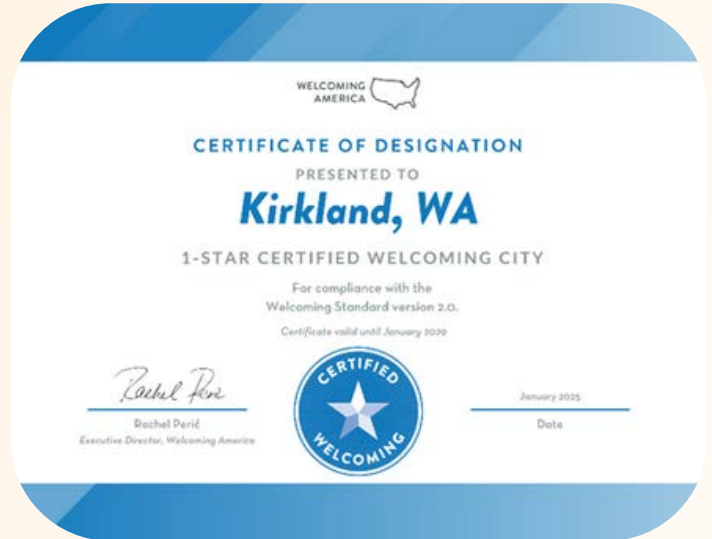 WELCOMING
AMERICA
CERTIFICATE OF DESIGNATION
PRESENTED TO
Kirkland, WA
1-STAR CERTIFIED WELCOMING CITY
For compliance with the
Welcoming Standard version 2.0.
Certificate valid until January
CERTIFIED
WELCOMING
Rachel Perić
Rachel Perić
Executive Director, Welcoming America
January 2025
Date